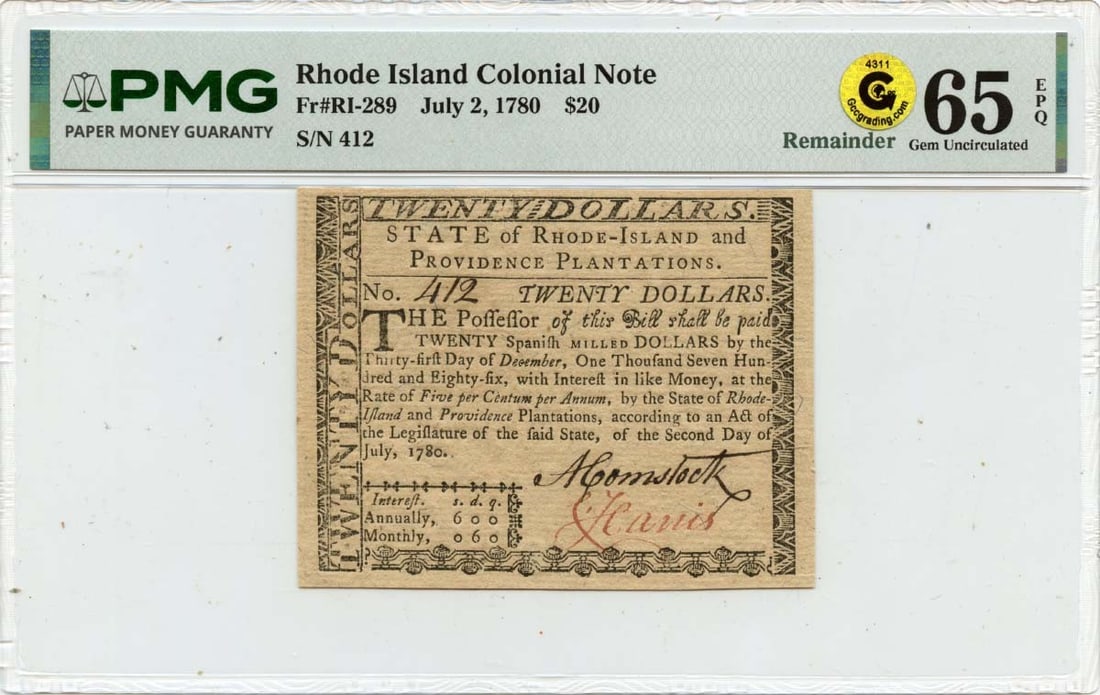 PMG
PAPER MONEY GUARANTY
Rhode Island Colonial Note
Fr#RI-289 July 2, 1780 $20
S/N 412
4311
G
Gccgrading.com
Remainder
65
EPQ
Gem Uncirculated
TWENTY DOLLARS.
TWENTY DOLLARS
STATE of RHODE-ISLAND and
PROVIDENCE PLANTATIONS.
No. 412 TWENTY DOLLARS.
THE Poſſeſſor of this Bill shall be paid
TWENTY Spaniſh MILLED DOLLARS by the
Thirty-firſt Day of December, One Thouſand Seven Hun-
dred and Eighty-ſix, with Intereſt in like Money, at the
Rate of Five per Centum per Annum, by the State of Rhode-
Iſland and Providence Plantations, according to an Act of
the Legiſlature of the ſaid State, of the Second Day of
July, 1780.
AComstock
Intereſt. s. d. q.
Annually, 6 0 0
Monthly, 0 6 0
Harris